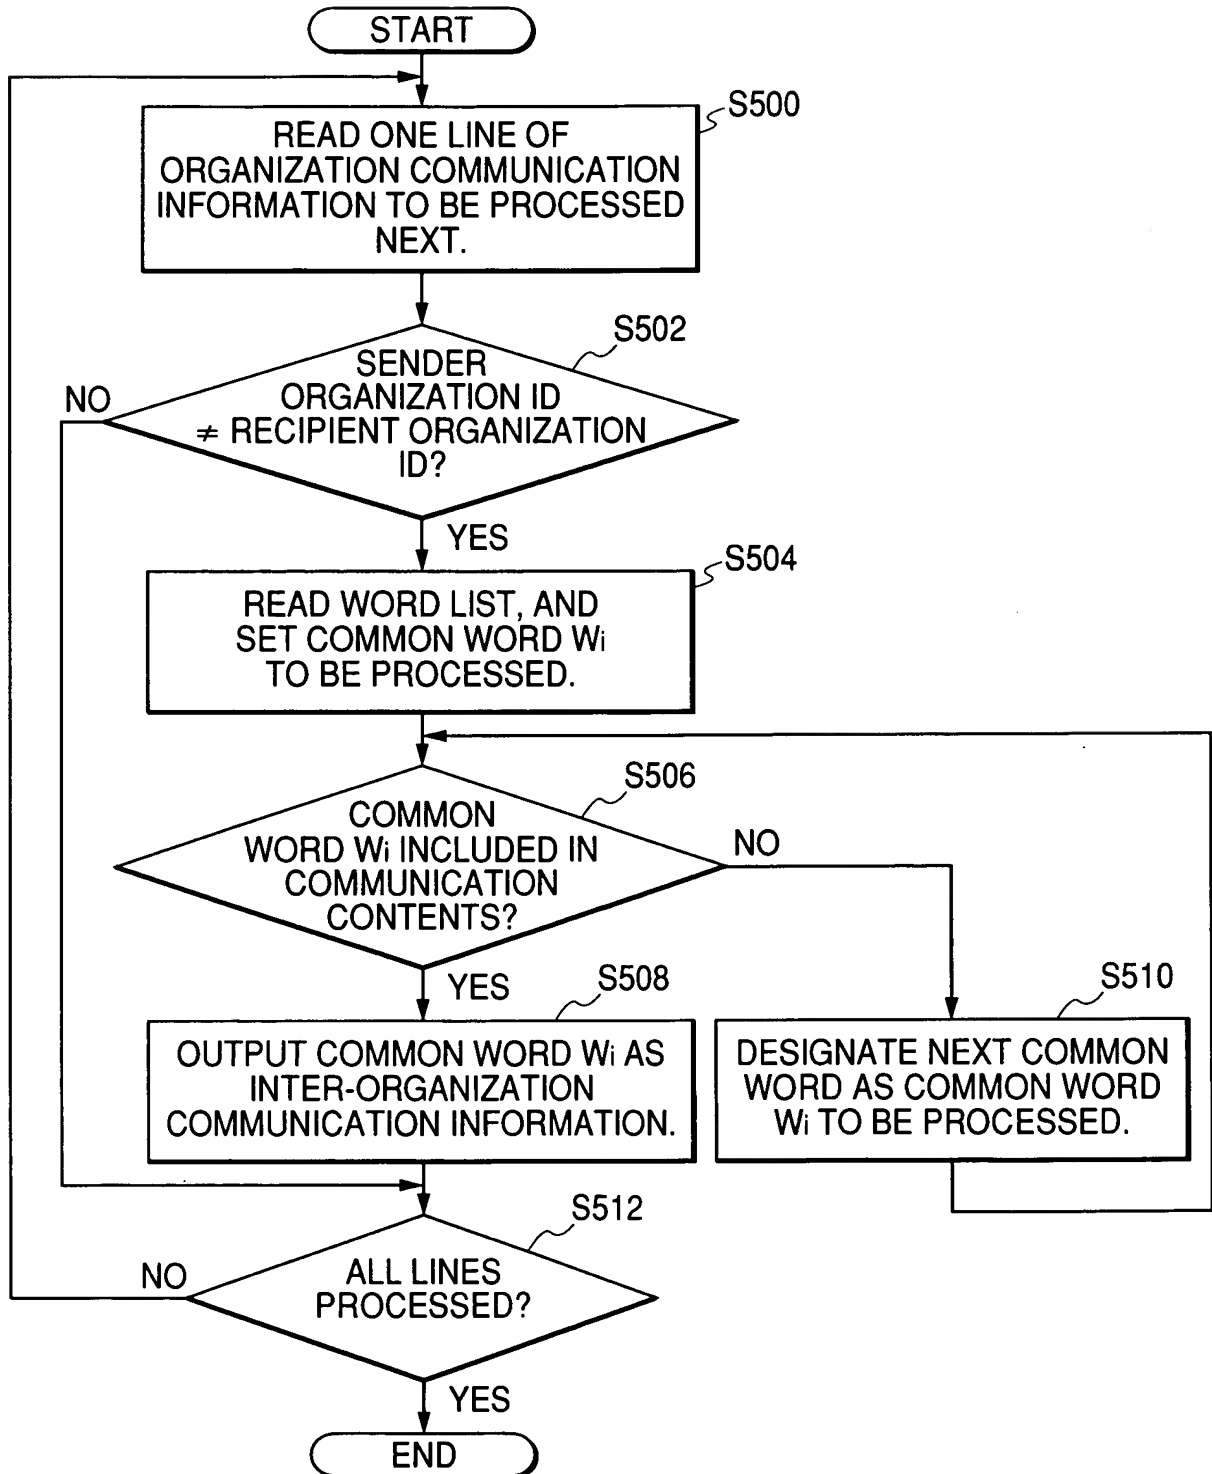 START
S500
READ ONE LINE OF
ORGANIZATION COMMUNICATION
INFORMATION TO BE PROCESSED
NEXT.
S502
SENDER
ORGANIZATION ID
≠ RECIPIENT ORGANIZATION
ID?
NO
YES
S504
READ WORD LIST, AND
SET COMMON WORD Wi
TO BE PROCESSED.
S506
COMMON
WORD Wi INCLUDED IN
COMMUNICATION
CONTENTS?
NO
YES
S508
OUTPUT COMMON WORD Wi AS
INTER-ORGANIZATION
COMMUNICATION INFORMATION.
S510
DESIGNATE NEXT COMMON
WORD AS COMMON WORD
Wi TO BE PROCESSED.
S512
ALL LINES
PROCESSED?
NO
YES
END